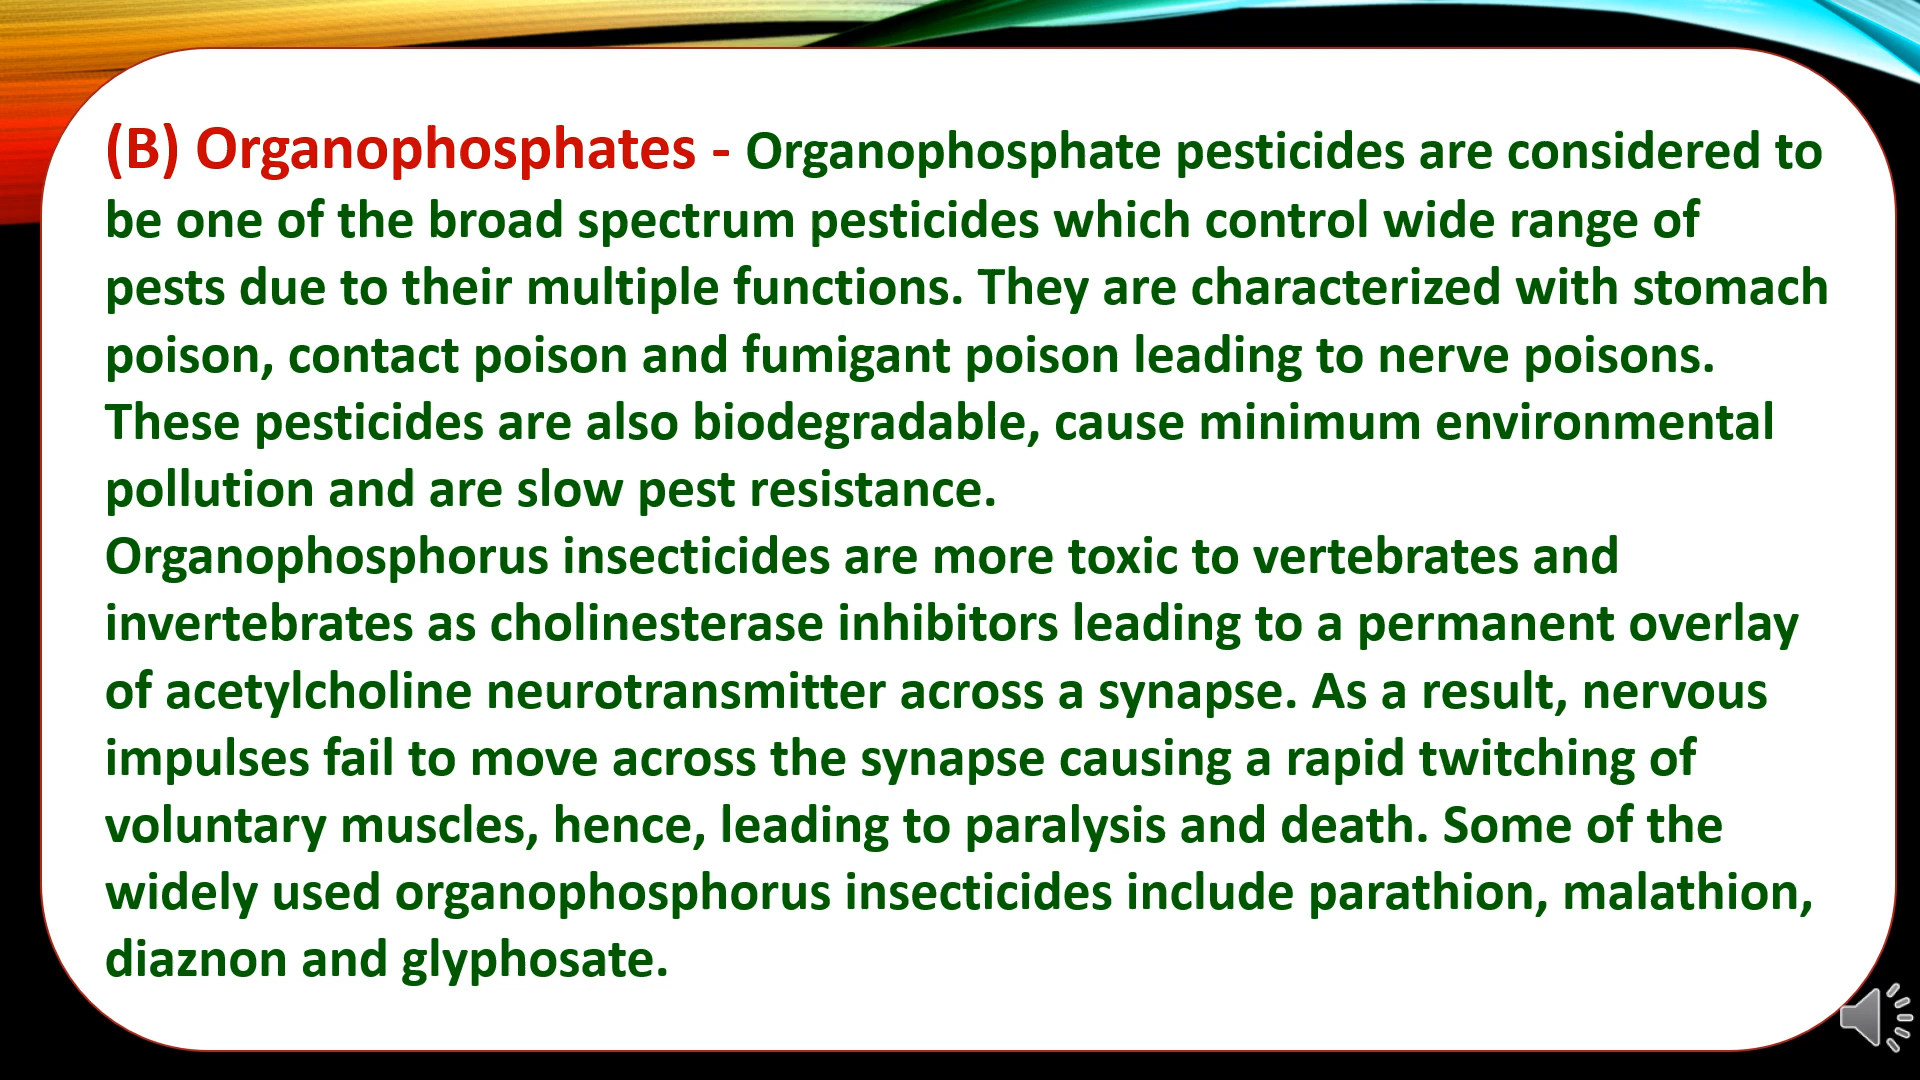 (B) Organophosphates - Organophosphate pesticides are considered to
be one of the broad spectrum pesticides which control wide range of
pests due to their multiple functions. They are characterized with stomach
poison, contact poison and fumigant poison leading to nerve poisons.
These pesticides are also biodegradable, cause minimum environmental
pollution and are slow pest resistance.
Organophosphorus insecticides are more toxic to vertebrates and
invertebrates as cholinesterase inhibitors leading to a permanent overlay
of acetylcholine neurotransmitter across a synapse. As a result, nervous
impulses fail to move across the synapse causing a rapid twitching of
voluntary muscles, hence, leading to paralysis and death. Some of the
widely used organophosphorus insecticides include parathion, malathion,
diaznon and glyphosate.